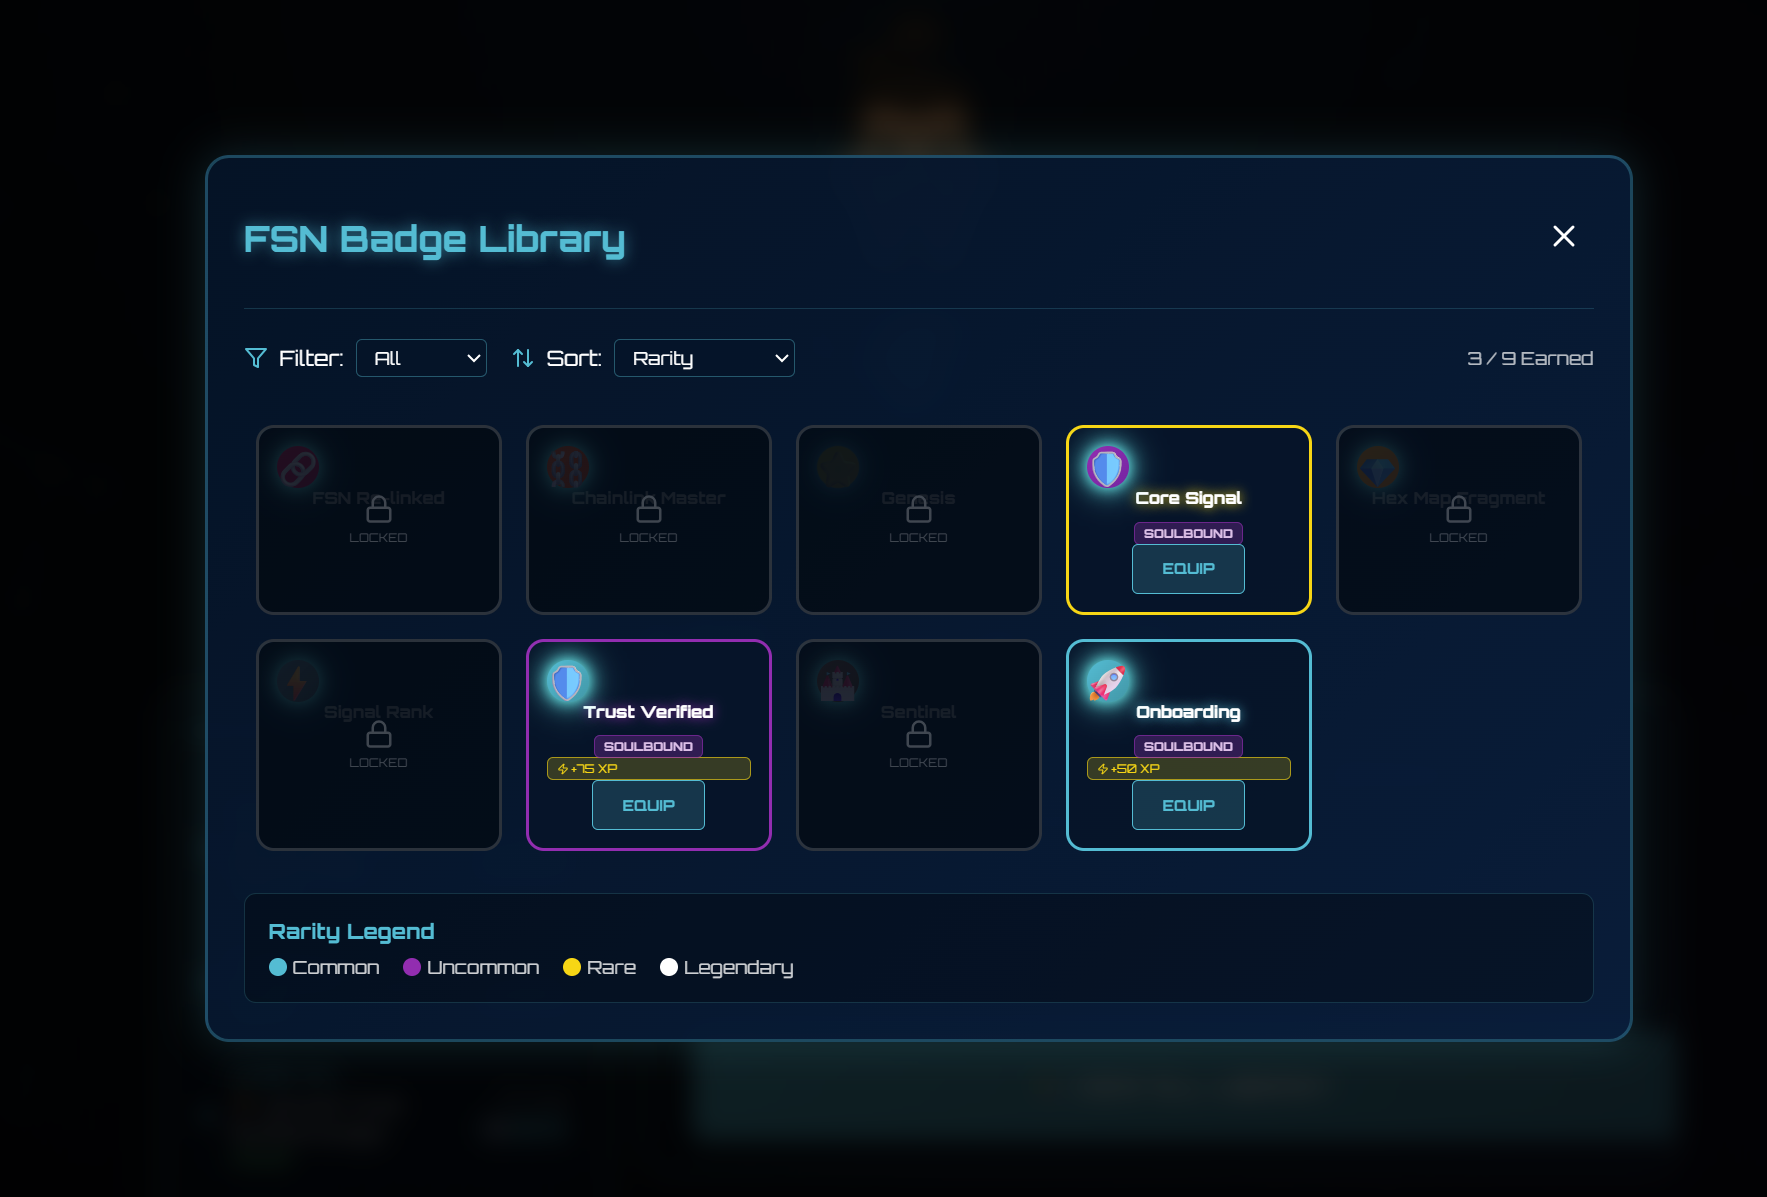 FSN Badge Library
Filter: All Sort: Rarity 3 / 9 Earned
FSN Re-linked
LOCKED
Chainlink Master
LOCKED
Genesis
LOCKED
Core Signal
SOULBOUND
EQUIP
Hex Map Fragment
LOCKED
Signal Rank
LOCKED
Trust Verified
SOULBOUND
+75 XP
EQUIP
Sentinel
LOCKED
Onboarding
SOULBOUND
+50 XP
EQUIP
Rarity Legend
Common Uncommon Rare Legendary